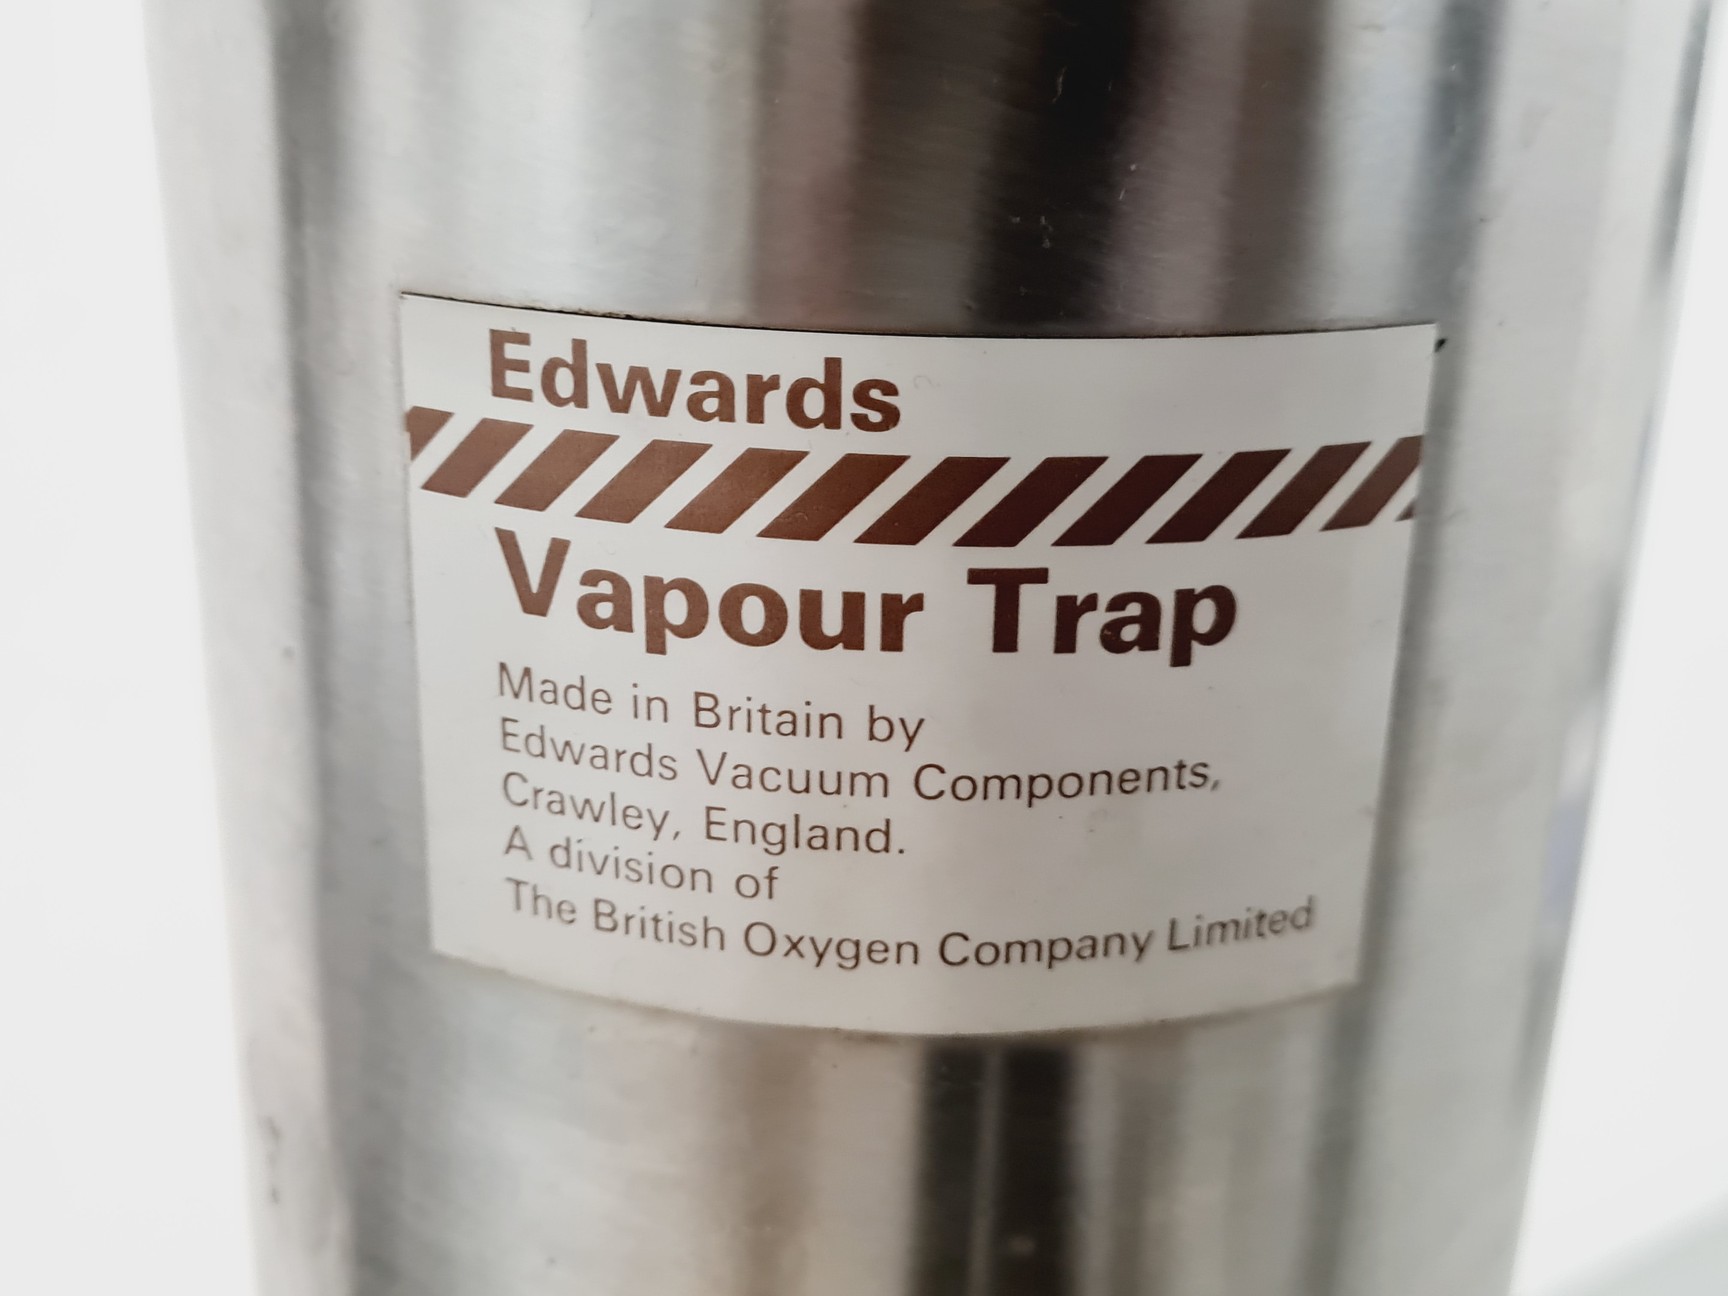 Edwards
Vapour Trap
Made in Britain by
Edwards Vacuum Components,
Crawley, England.
A division of
The British Oxygen Company Limited